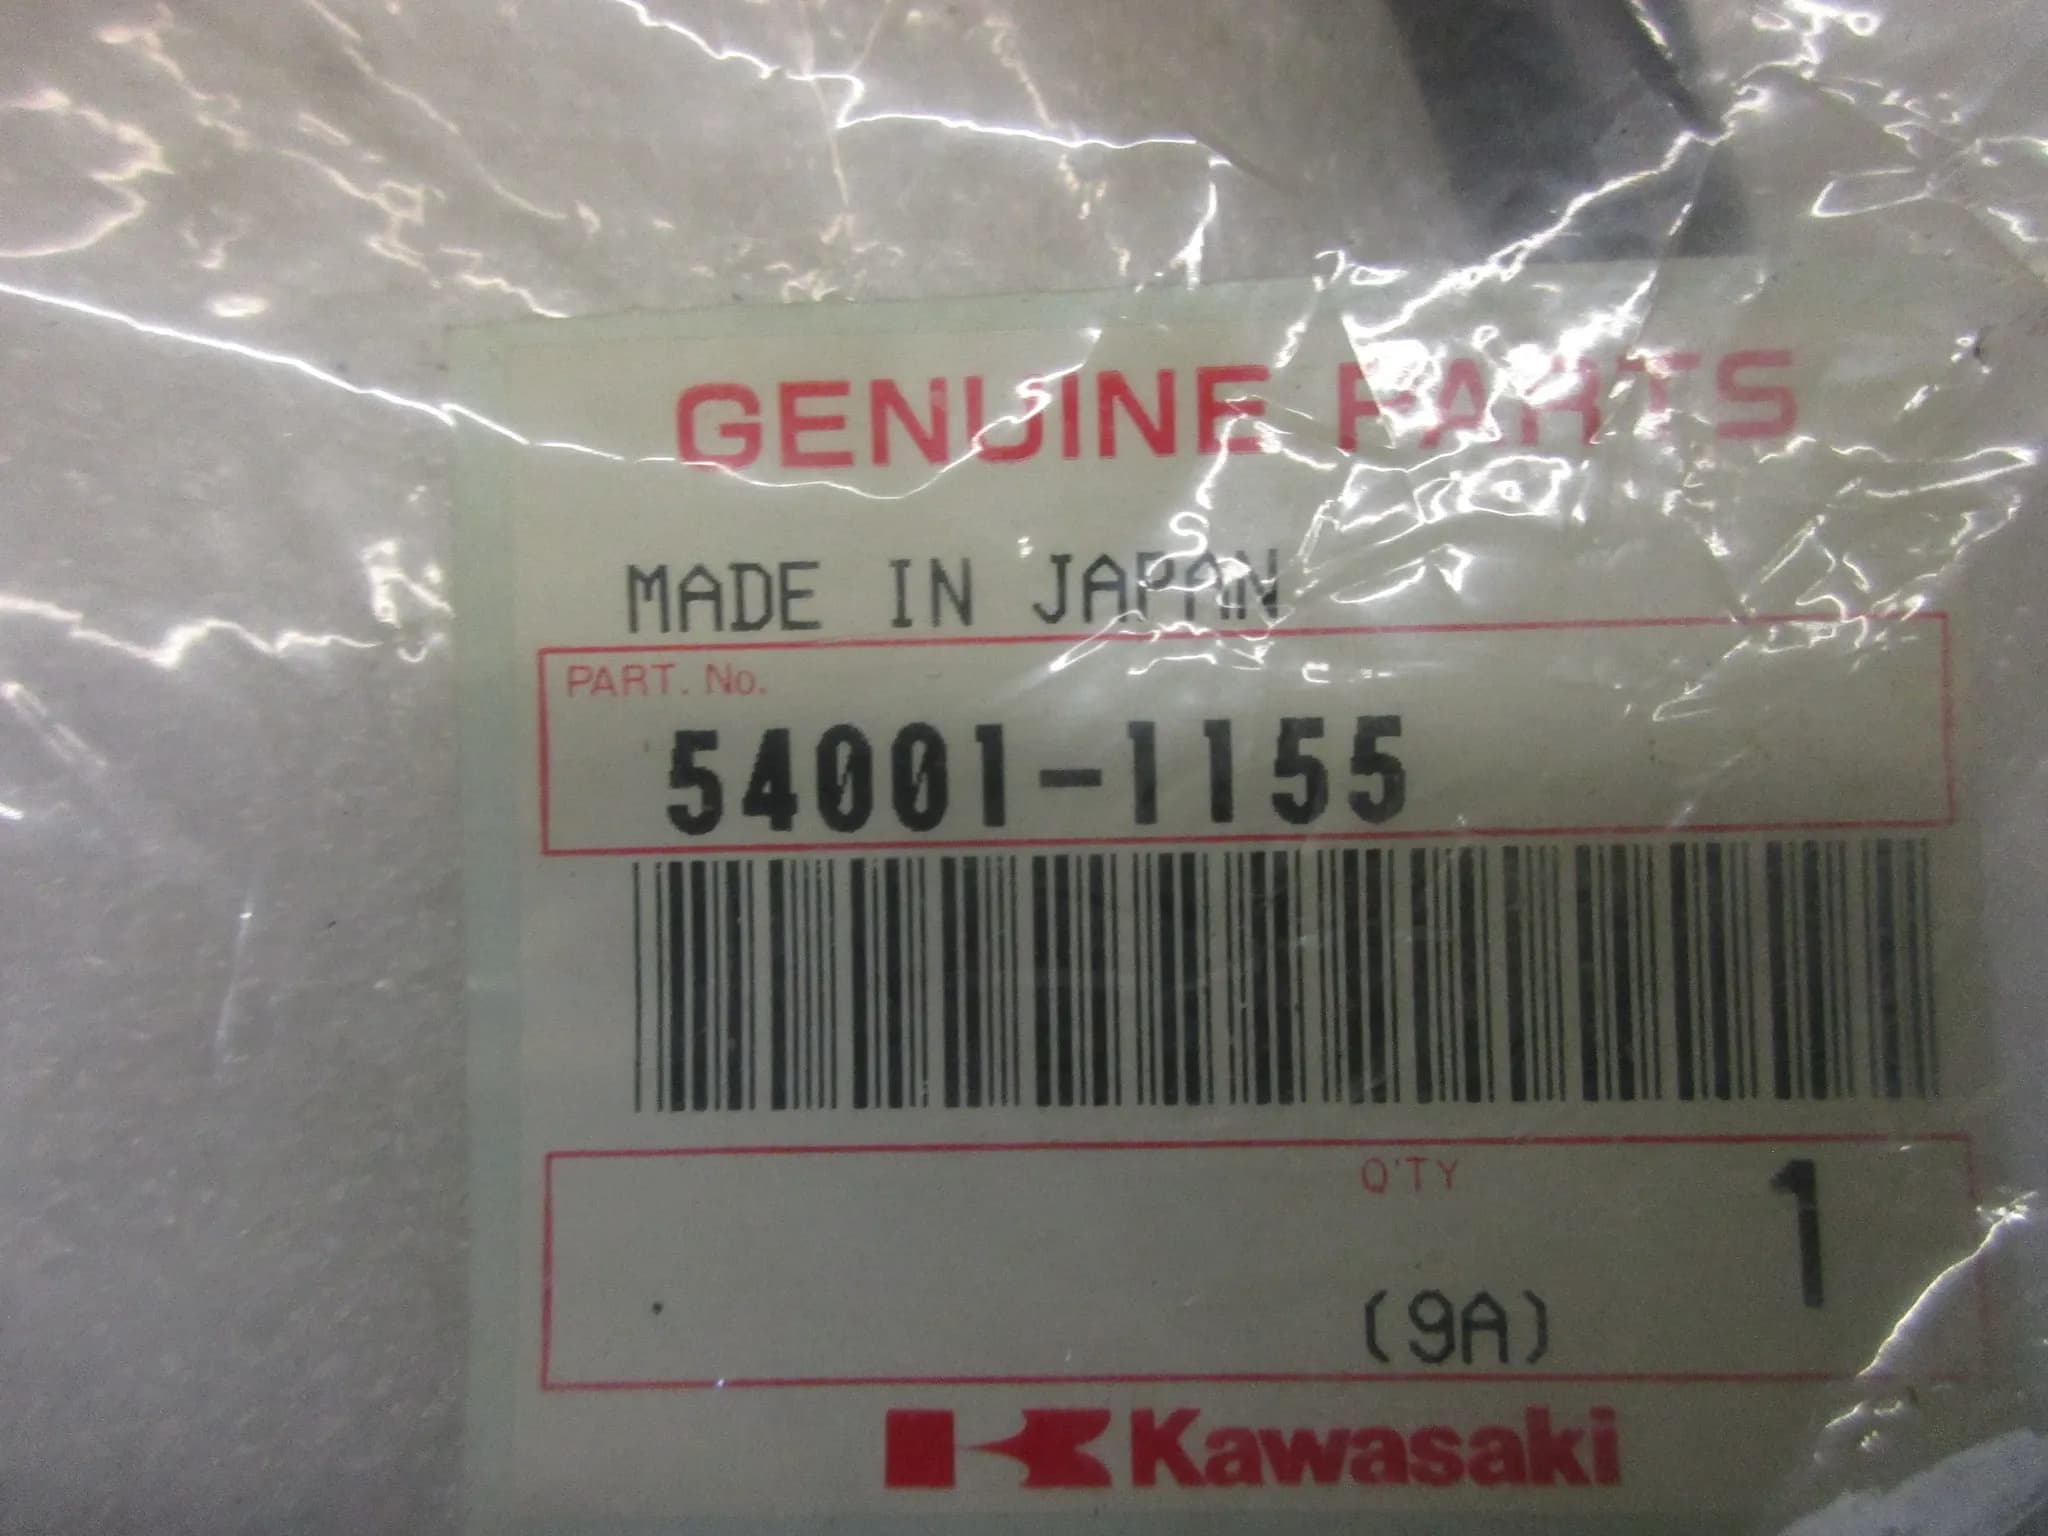 GENUINE PARTS
MADE IN JAPAN
PART. No.
54001-1155
Q'TY 1
(9A)
Kawasaki